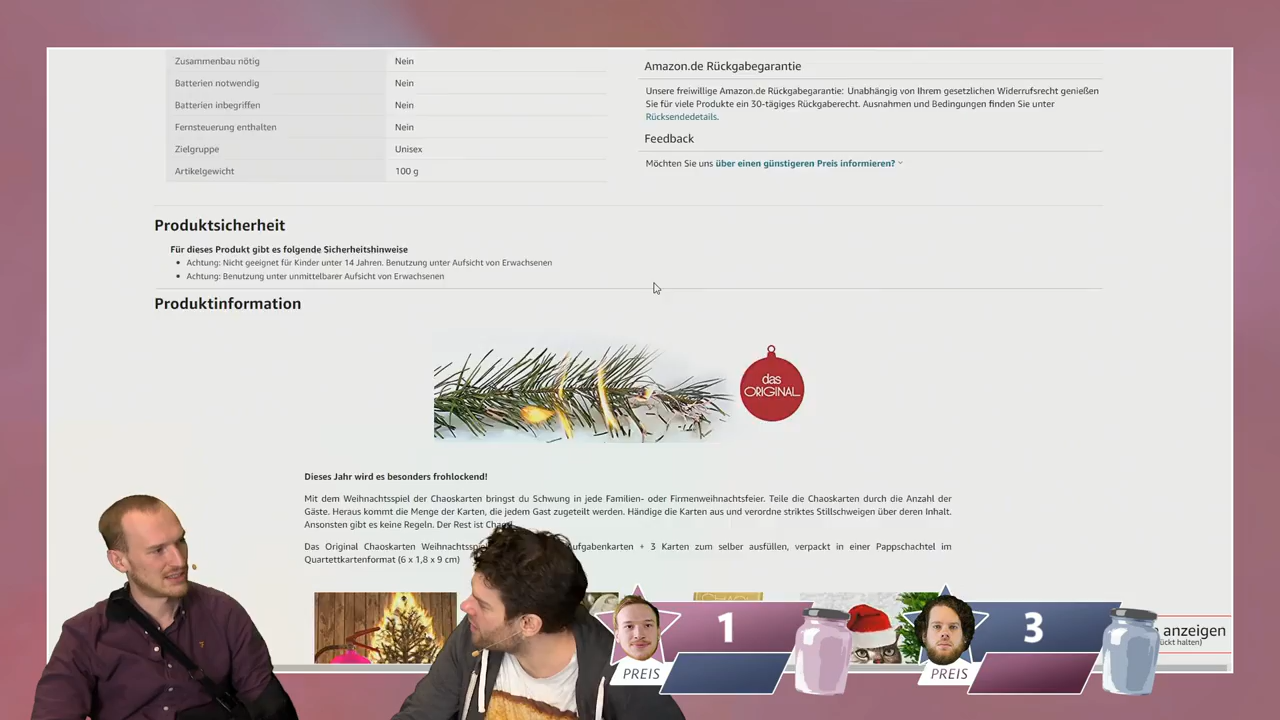 Zusammenbau nötig Nein
Batterien notwendig Nein
Batterien inbegriffen Nein
Fernsteuerung enthalten Nein
Zielgruppe Unisex
Artikelgewicht 100 g
Amazon.de Rückgabegarantie
Unsere freiwillige Amazon.de Rückgabegarantie: Unabhängig von Ihrem gesetzlichen Widerrufsrecht genießen
Sie für viele Produkte ein 30-tägiges Rückgaberecht. Ausnahmen und Bedingungen finden Sie unter
Rücksendedetails.
Feedback
Möchten Sie uns über einen günstigeren Preis informieren?
Produktsicherheit
Für dieses Produkt gibt es folgende Sicherheitshinweise
Achtung: Nicht geeignet für Kinder unter 14 Jahren. Benutzung unter Aufsicht von Erwachsenen
Achtung: Benutzung unter unmittelbarer Aufsicht von Erwachsenen
Produktinformation
das
ORIGINAL
Dieses Jahr wird es besonders frohlockend!
Mit dem Weihnachtsspiel der Chaoskarten bringst du Schwung in jede Familien- oder Firmenweihnachtsfeier. Teile die Chaoskarten durch die Anzahl der
Gäste. Heraus kommt die Menge der Karten, die jedem Gast zugeteilt werden. Händige die Karten aus und verordne striktes Stillschweigen über deren Inhalt.
Ansonsten gibt es keine Regeln. Der Rest ist
Das Original Chaoskarten + 3 Karten zum selber ausfüllen, verpackt in einer Pappschachtel im
Quartettkartenformat (6 x 1,8 x 9 cm)
1
PREIS
3
PREIS
anzeigen